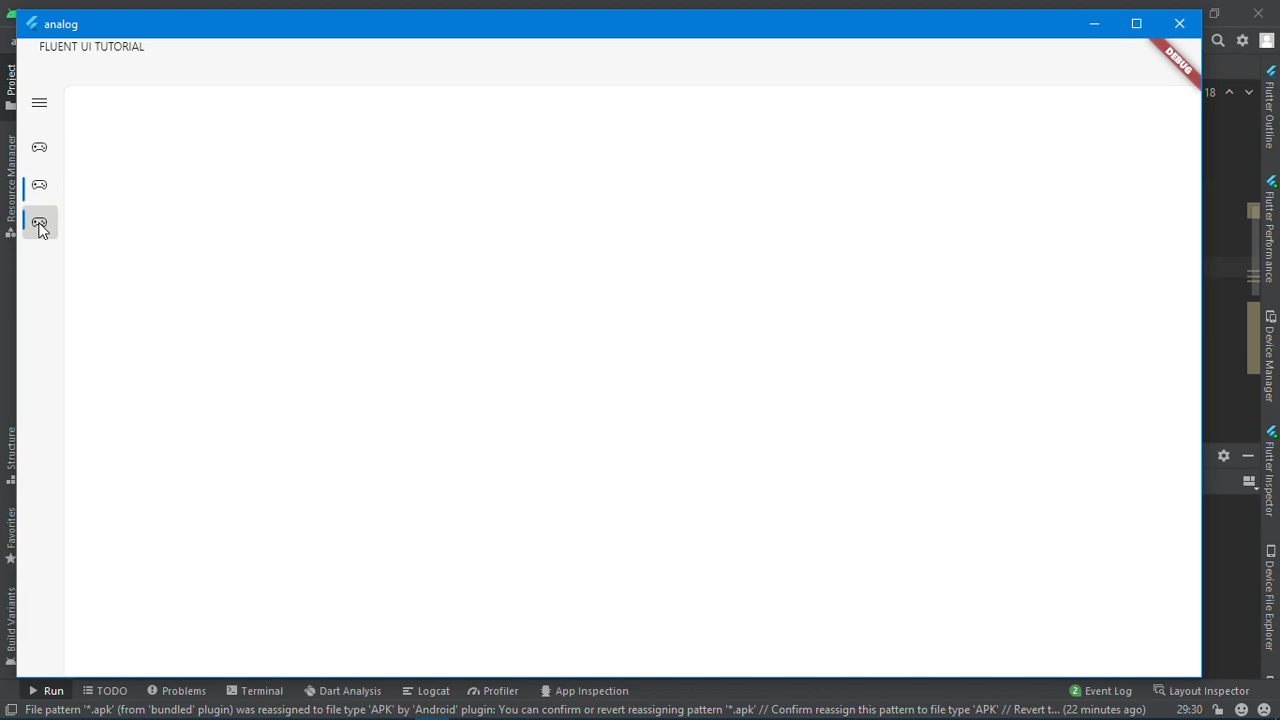 analog
FLUENT UI TUTORIAL
DEBUG
18
Project
Resource Manager
Structure
Favorites
Build Variants
Flutter Outline
Flutter Performance
Device Manager
Flutter Inspector
Device File Explorer
Run
TODO
Problems
Terminal
Dart Analysis
Logcat
Profiler
App Inspection
2 Event Log
Layout Inspector
File pattern '*.apk' (from 'bundled' plugin) was reassigned to file type 'APK' by 'Android' plugin: You can confirm or revert reassigning pattern '*.apk' // Confirm reassign this pattern to file type 'APK' // Revert t... (22 minutes ago)
29:30